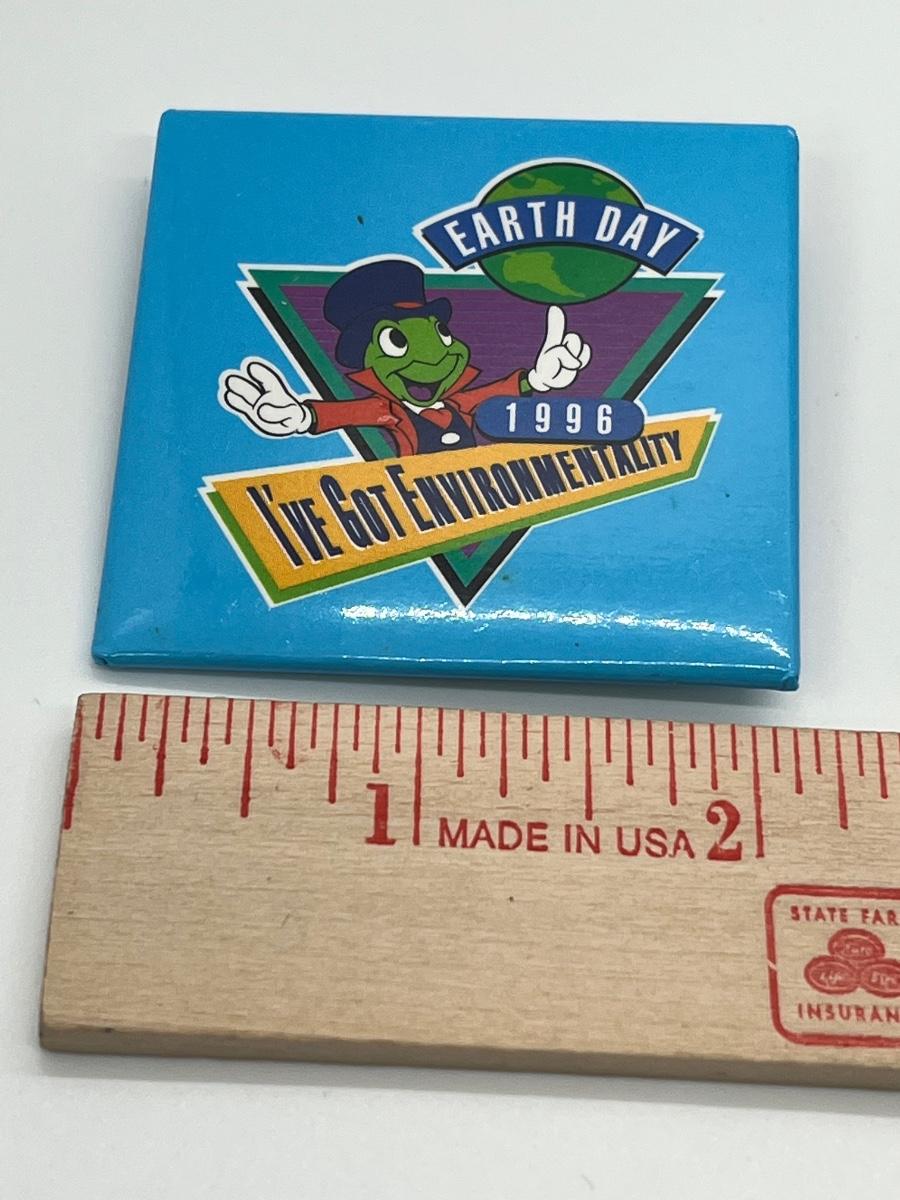 EARTH DAY
1996
I'VE GOT ENVIRONMENTALITY
1 MADE IN USA 2
STATE FAR
INSURAN